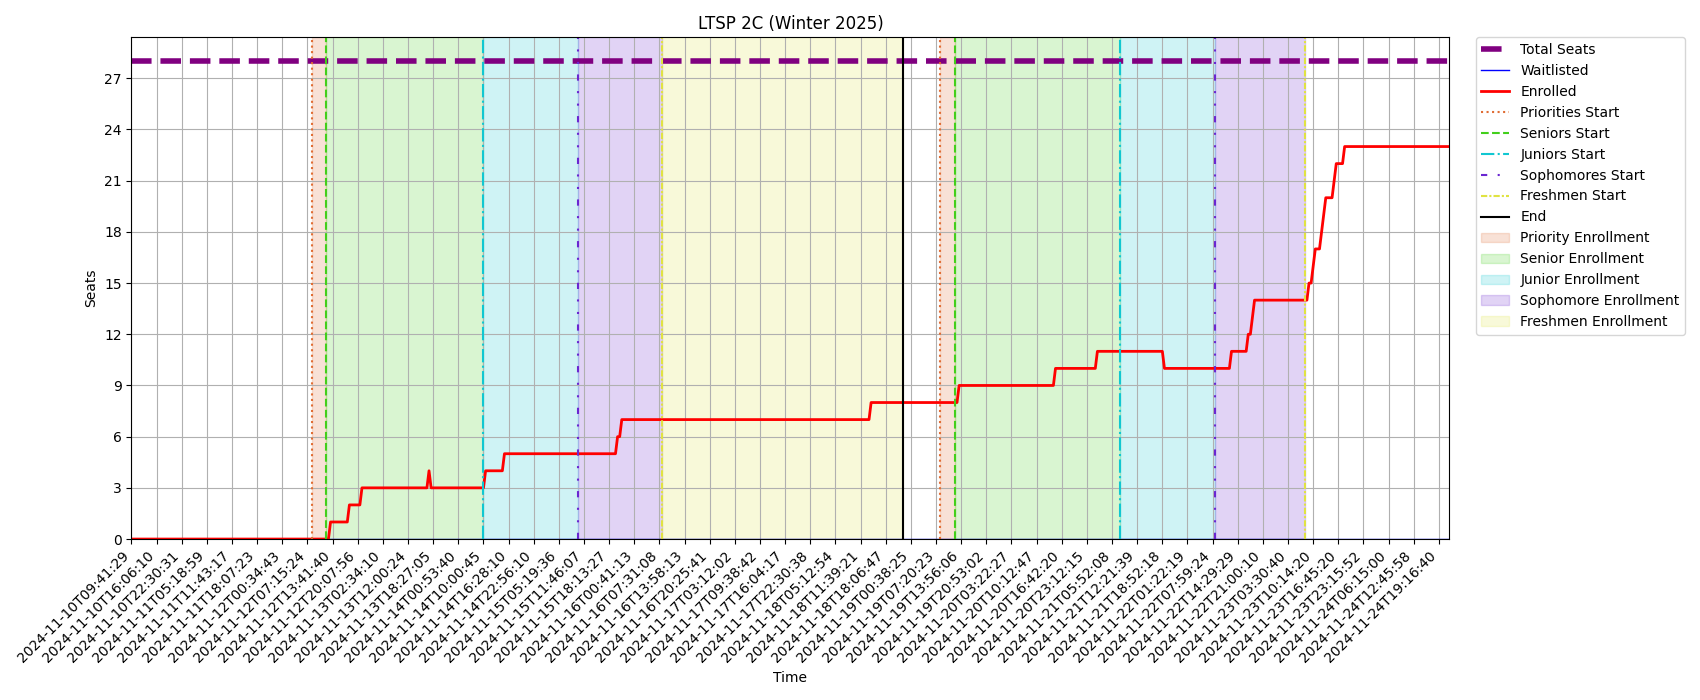 LTSP 2C (Winter 2025)
Seats
27
24
21
18
15
12
9
6
3
0
2024-11-10T09:41:29
2024-11-10T16:06:10
2024-11-10T22:30:31
2024-11-11T05:18:59
2024-11-11T11:43:17
2024-11-11T18:07:23
2024-11-12T00:34:43
2024-11-12T07:15:24
2024-11-12T13:41:40
2024-11-12T20:07:56
2024-11-13T02:34:10
2024-11-13T12:00:24
2024-11-13T18:27:05
2024-11-14T00:53:40
2024-11-14T10:00:45
2024-11-14T16:28:10
2024-11-14T22:56:10
2024-11-15T05:19:36
2024-11-15T11:46:07
2024-11-15T18:13:27
2024-11-16T00:41:13
2024-11-16T07:31:08
2024-11-16T13:58:13
2024-11-16T20:25:41
2024-11-17T03:12:02
2024-11-17T09:38:42
2024-11-17T16:04:17
2024-11-17T22:30:38
2024-11-18T05:12:54
2024-11-18T11:39:21
2024-11-18T18:06:47
2024-11-19T00:38:25
2024-11-19T07:20:23
2024-11-19T13:56:06
2024-11-19T20:53:02
2024-11-20T03:22:27
2024-11-20T10:12:47
2024-11-20T16:42:20
2024-11-20T23:12:15
2024-11-21T05:52:08
2024-11-21T12:21:39
2024-11-21T18:52:18
2024-11-22T01:22:19
2024-11-22T07:59:24
2024-11-22T14:29:29
2024-11-22T21:00:10
2024-11-23T03:30:40
2024-11-23T10:14:20
2024-11-23T16:45:20
2024-11-23T23:15:52
2024-11-24T06:15:00
2024-11-24T12:45:58
2024-11-24T19:16:40
Time
Total Seats
Waitlisted
Enrolled
Priorities Start
Seniors Start
Juniors Start
Sophomores Start
Freshmen Start
End
Priority Enrollment
Senior Enrollment
Junior Enrollment
Sophomore Enrollment
Freshmen Enrollment